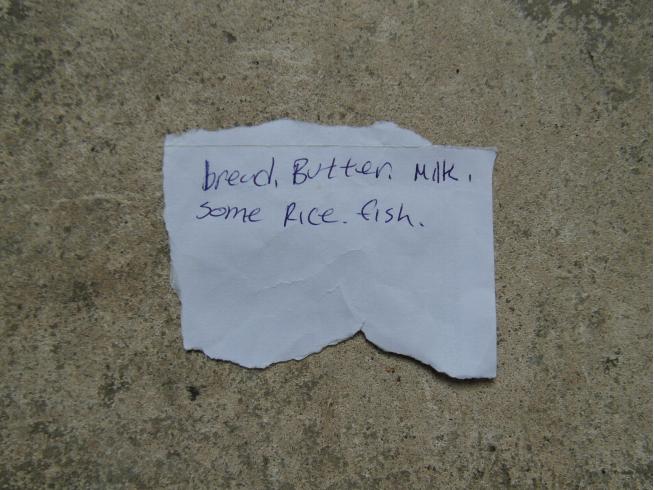 bread. Butter. Milk.
some Rice. fish.